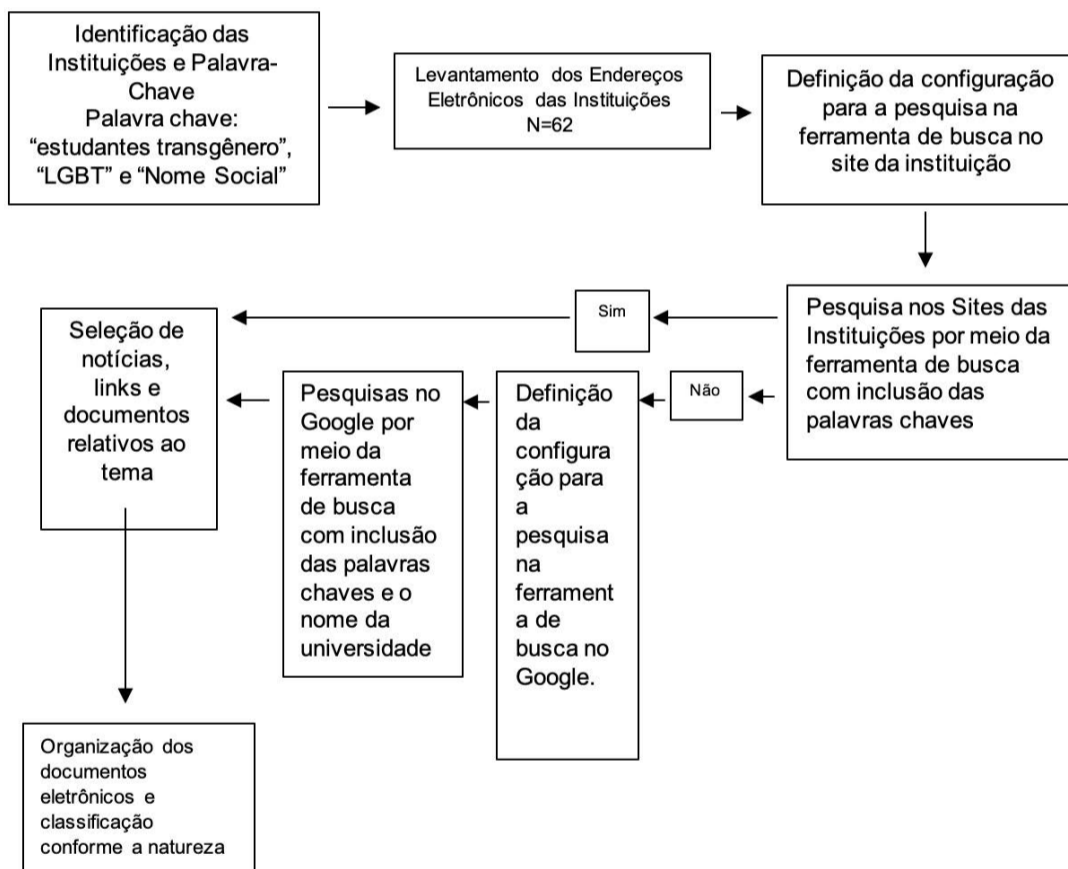 Identificação das
Instituições e Palavra-
Chave
Palavra chave:
“estudantes transgênero”,
“LGBT” e “Nome Social”
Levantamento dos Endereços
Eletrônicos das Instituições
N=62
Definição da configuração
para a pesquisa na
ferramenta de busca no
site da instituição
Pesquisa nos Sites das
Instituições por meio da
ferramenta de busca
com inclusão das
palavras chaves
Sim
Não
Definição
da
configura
ção para
a
pesquisa
na
ferrament
a de
busca no
Google.
Pesquisas no
Google por
meio da
ferramenta
de busca
com inclusão
das palavras
chaves e o
nome da
universidade
Seleção de
notícias,
links e
documentos
relativos ao
tema
Organização dos
documentos
eletrônicos e
classificação
conforme a natureza